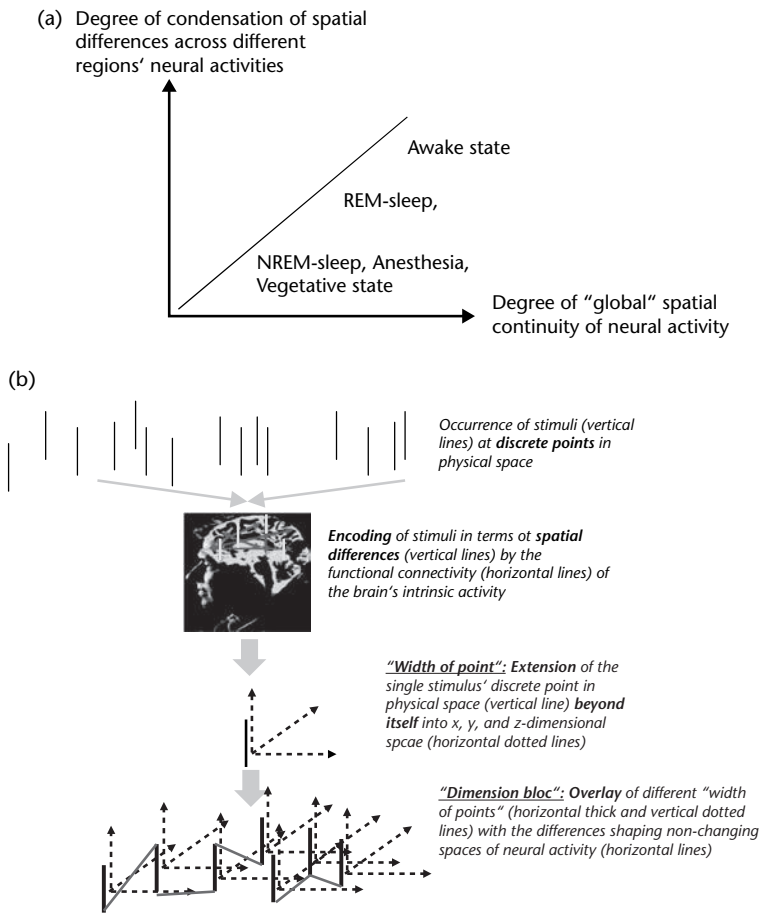 (a) Degree of condensation of spatial
differences across different
regions‘ neural activities
Awake state
REM-sleep,
NREM-sleep, Anesthesia,
Vegetative state
Degree of “global“ spatial
continuity of neural activity
(b)
Occurrence of stimuli (vertical
lines) at discrete points in
physical space
Encoding of stimuli in terms ot spatial
differences (vertical lines) by the
functional connectivity (horizontal lines) of
the brain‘s intrinsic activity
“Width of point“: Extension of the
single stimulus‘ discrete point in
physical space (vertical line) beyond
itself into x, y, and z-dimensional
spcae (horizontal dotted lines)
“Dimension bloc“: Overlay of different “width
of points“ (horizontal thick and vertical dotted
lines) with the differences shaping non-changing
spaces of neural activity (horizontal lines)